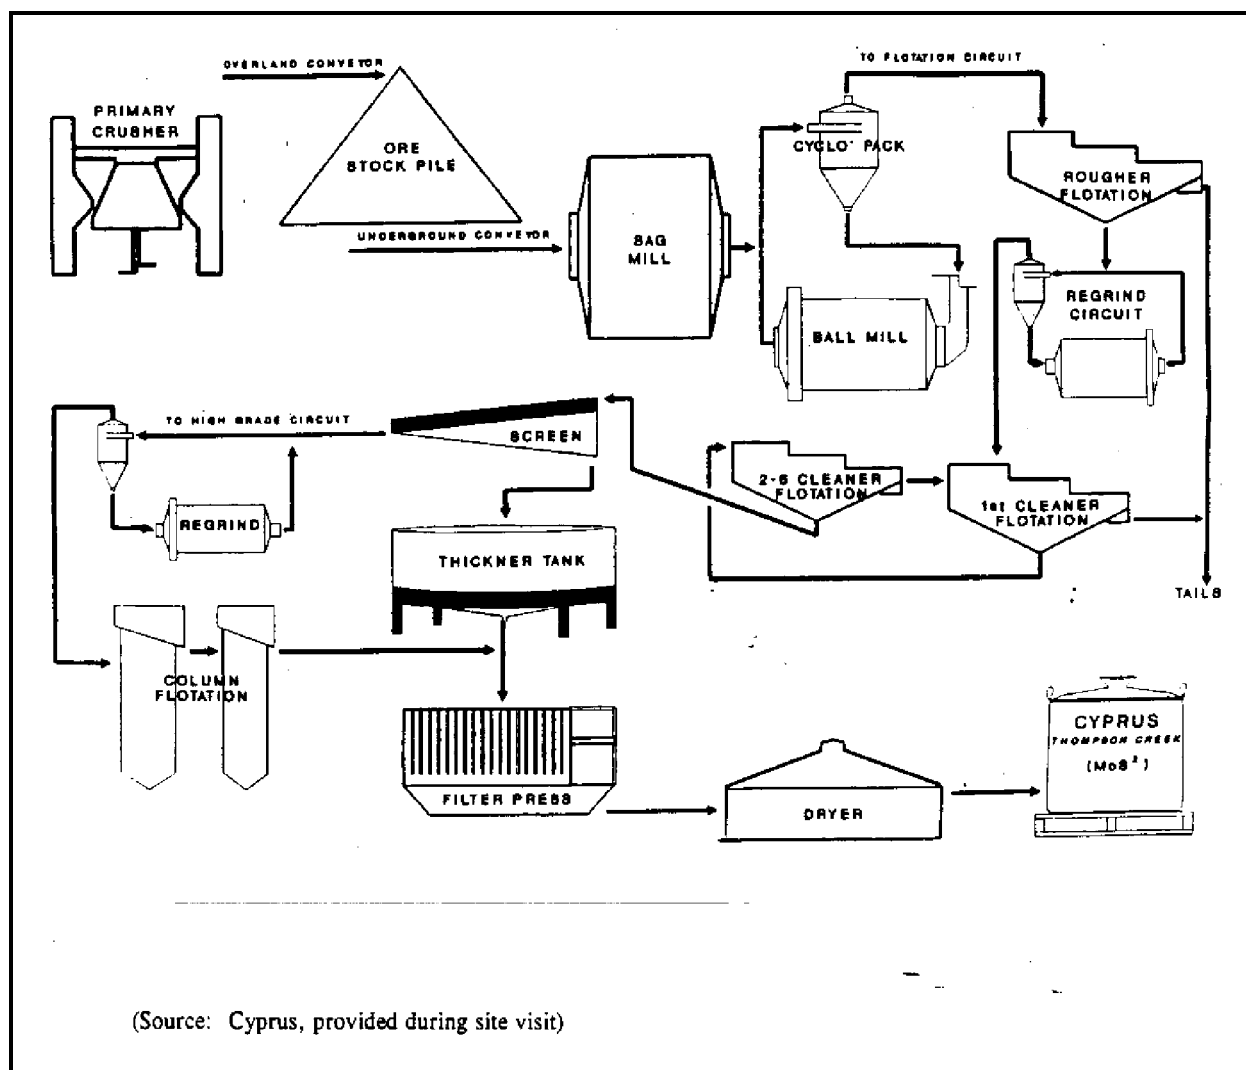 OVERLAND CONVEYOR
TO FLOTATION CIRCUIT
PRIMARY
CRUSHER
ORE
STOCK PILE
CYCLO' PACK
ROUGHER
FLOTATION
UNDERGROUND CONVEYOR
SAG
MILL
REGRIND
CIRCUIT
BALL MILL
TO HIGH GRADE CIRCUIT
SCREEN
2-6 CLEANER
FLOTATION
1st CLEANER
FLOTATION
REGRIND
THICKNER TANK
TAILS
COLUMN
FLOTATION
CYPRUS
THOMPSON CREEK
(MoS²)
FILTER PRESS
DRYER
(Source: Cyprus, provided during site visit)